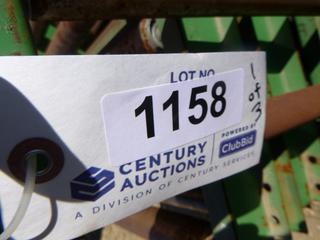 LOT NO.
1158
1 of 3
CENTURY
AUCTIONS
POWERED BY
ClubBid
A DIVISION OF CENTURY SERVICES